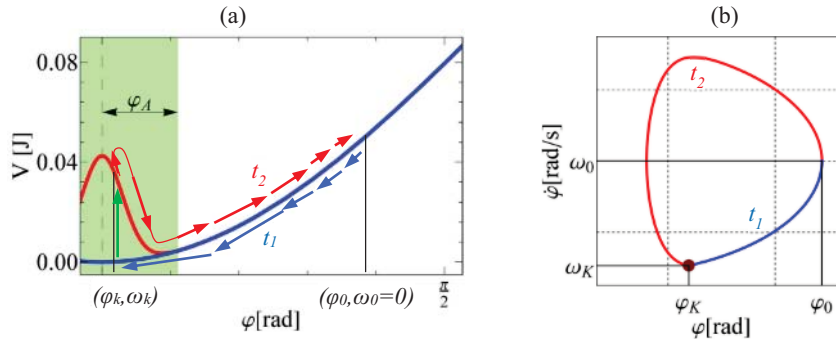 (a)
V [J]
0.08
0.04
0.00
φA
t2
t1
(φk,ωk)
(φ0,ω0=0)
π/2
φ[rad]
(b)
φ̇[rad/s]
ω0
ωK
t2
t1
φK
φ0
φ[rad]